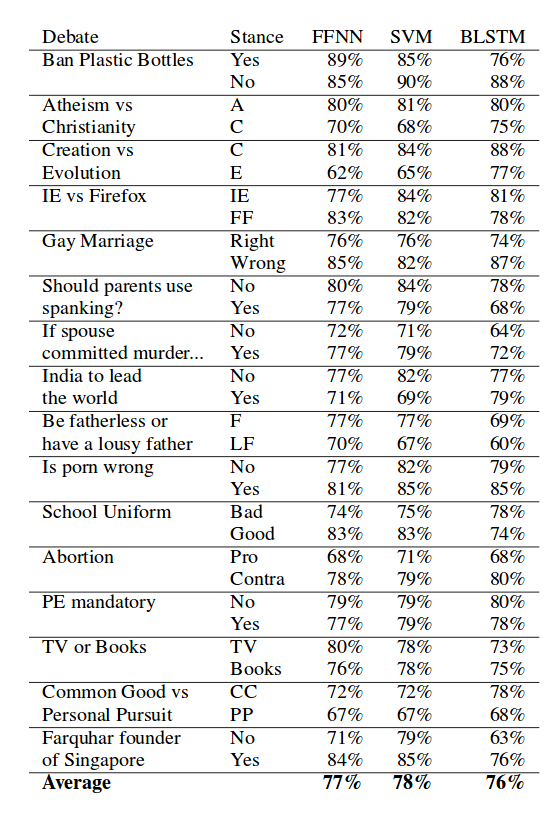 Debate Stance FFNN SVM BLSTM
Ban Plastic Bottles Yes 89% 85% 76%
No 85% 90% 88%
Atheism vs A 80% 81% 80%
Christianity C 70% 68% 75%
Creation vs C 81% 84% 88%
Evolution E 62% 65% 77%
IE vs Firefox IE 77% 84% 81%
FF 83% 82% 78%
Gay Marriage Right 76% 76% 74%
Wrong 85% 82% 87%
Should parents use No 80% 84% 78%
spanking? Yes 77% 79% 68%
If spouse No 72% 71% 64%
committed murder... Yes 77% 79% 72%
India to lead No 77% 82% 77%
the world Yes 71% 69% 79%
Be fatherless or F 77% 77% 69%
have a lousy father LF 70% 67% 60%
Is porn wrong No 77% 82% 79%
Yes 81% 85% 85%
School Uniform Bad 74% 75% 78%
Good 83% 83% 74%
Abortion Pro 68% 71% 68%
Contra 78% 79% 80%
PE mandatory No 79% 79% 80%
Yes 77% 79% 78%
TV or Books TV 80% 78% 73%
Books 76% 78% 75%
Common Good vs CC 72% 72% 78%
Personal Pursuit PP 67% 67% 68%
Farquhar founder No 71% 79% 63%
of Singapore Yes 84% 85% 76%
Average 77% 78% 76%